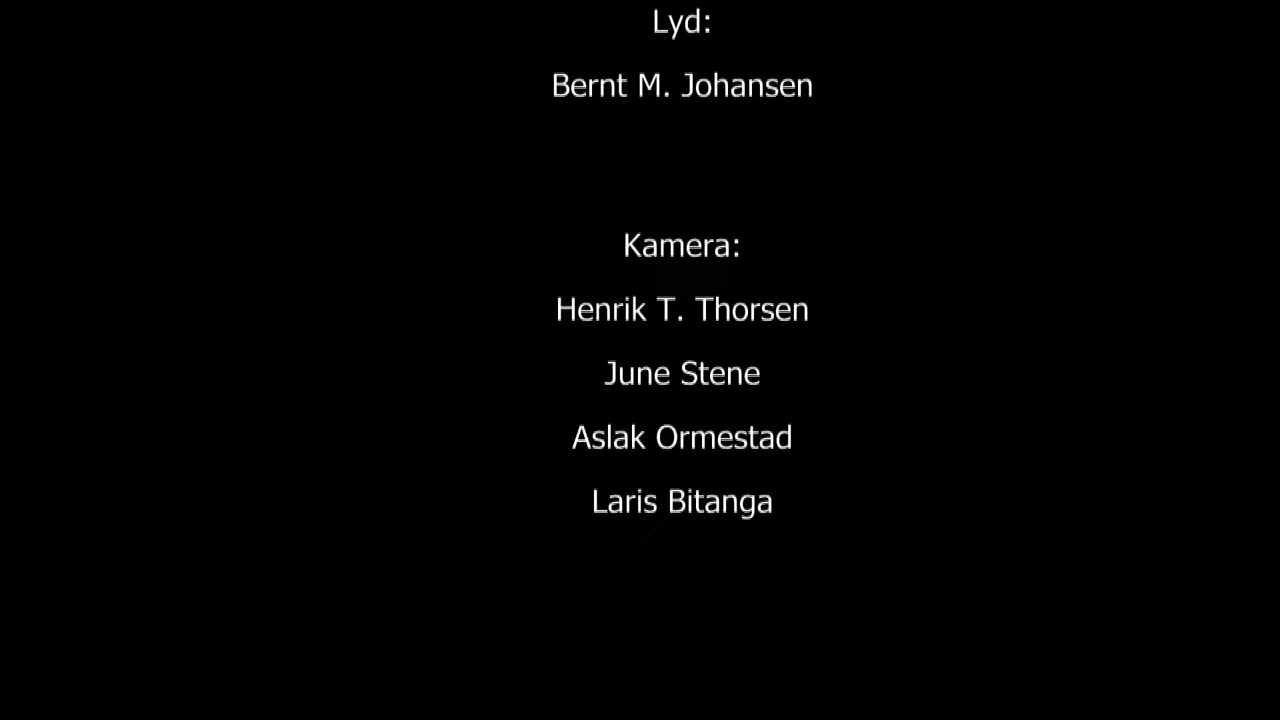 Lyd:
Bernt M. Johansen
Kamera:
Henrik T. Thorsen
June Stene
Aslak Ormestad
Laris Bitanga